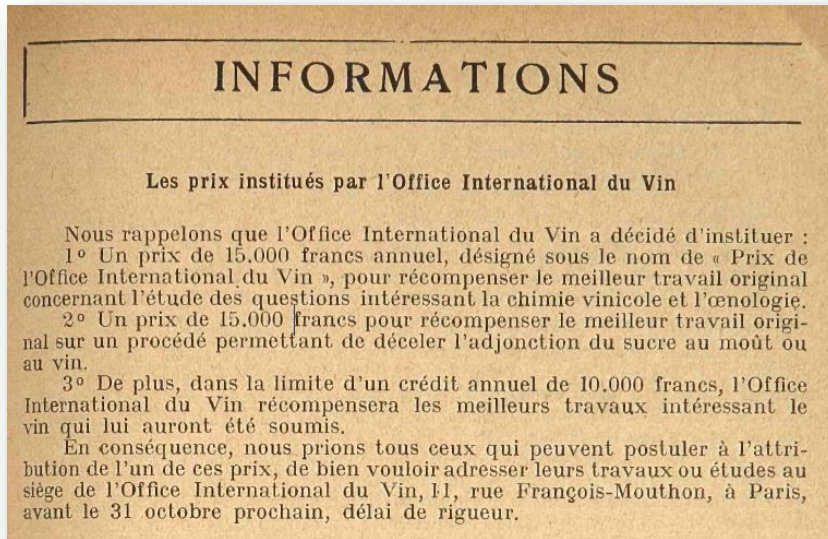 INFORMATIONS
Les prix institués par l'Office International du Vin
Nous rappelons que l'Office International du Vin a décidé d'instituer :
1º Un prix de 15.000 francs annuel, désigné sous le nom de « Prix de
l'Office International du Vin », pour récompenser le meilleur travail original
concernant l'étude des questions intéressant la chimie vinicole et l'œnologie.
2º Un prix de 15.000 francs pour récompenser le meilleur travail origi-
nal sur un procédé permettant de déceler l'adjonction du sucre au moût ou
au vin.
3º De plus, dans la limite d'un crédit annuel de 10.000 francs, l'Office
International du Vin récompensera les meilleurs travaux intéressant le
vin qui lui auront été soumis.
En conséquence, nous prions tous ceux qui peuvent postuler à l'attri-
bution de l'un de ces prix, de bien vouloir adresser leurs travaux ou études au
siège de l'Office International du Vin, 11, rue François-Mouthon, à Paris,
avant le 31 octobre prochain, délai de rigueur.